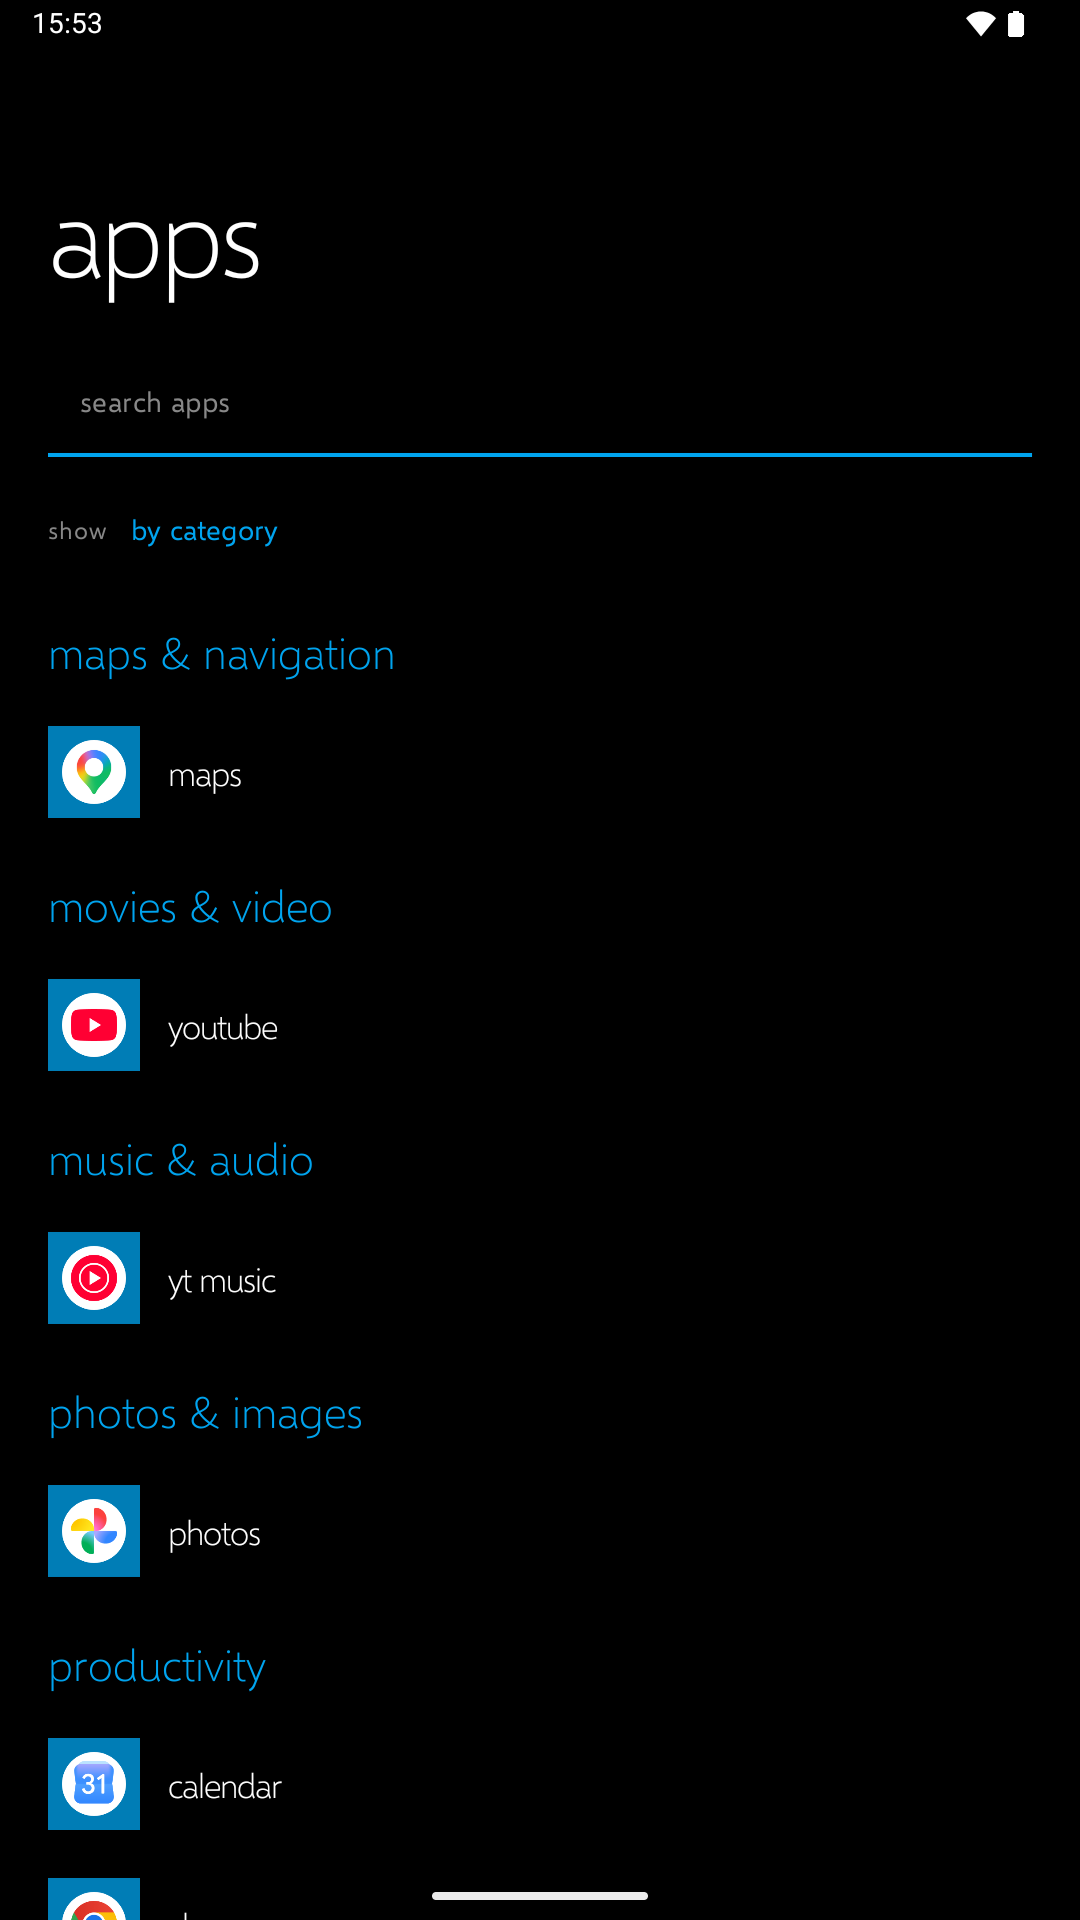 15:53
apps
search apps
show by category
maps & navigation
maps
movies & video
youtube
music & audio
yt music
photos & images
photos
productivity
31
calendar